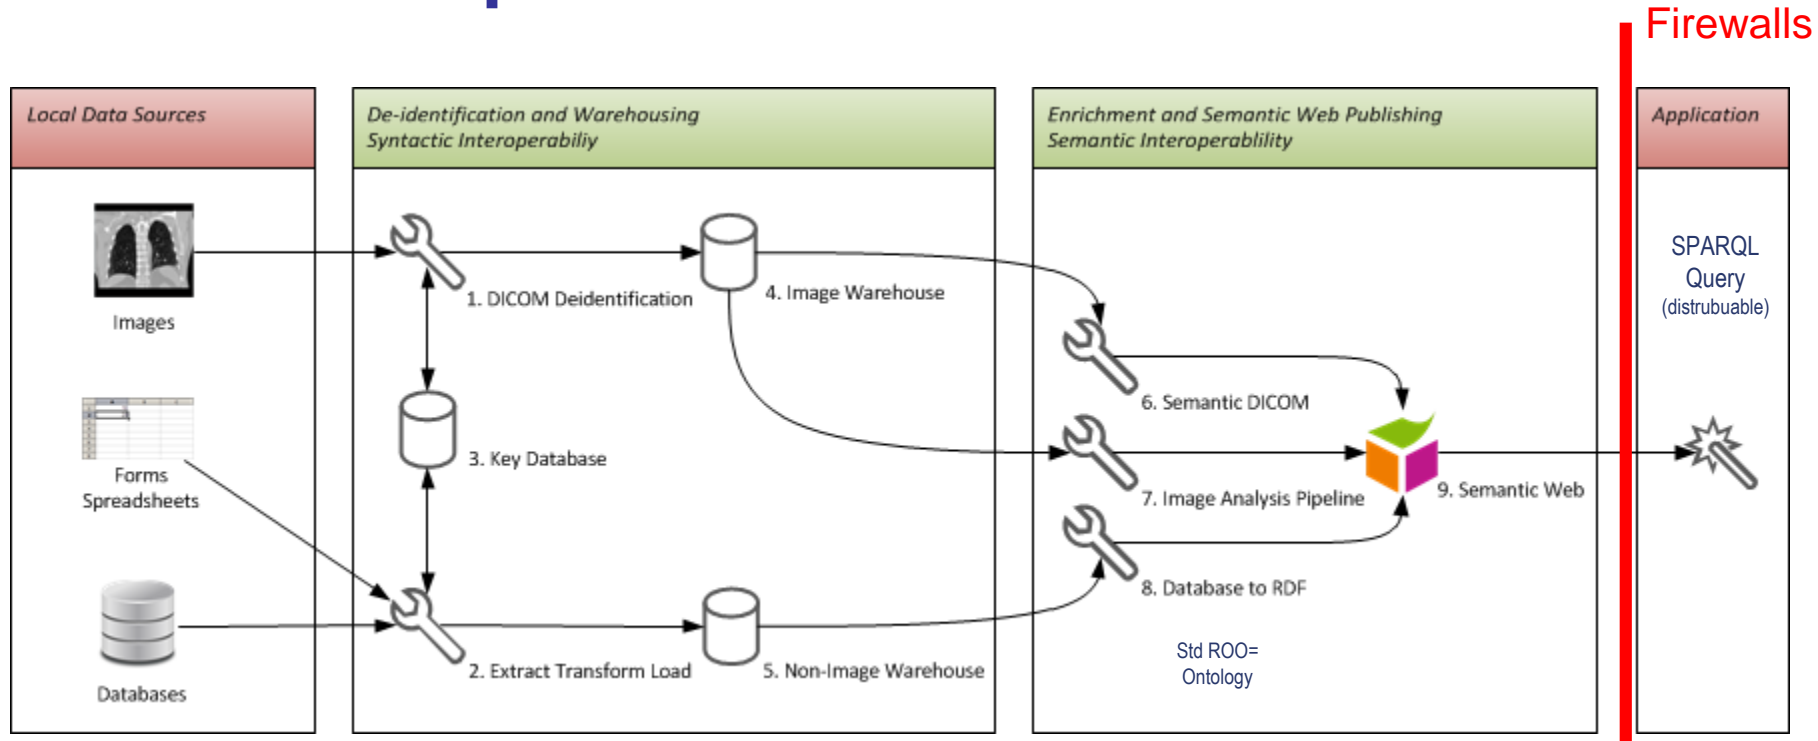 Firewalls
Local Data Sources
De-identification and Warehousing
Syntactic Interoperabiliy
Enrichment and Semantic Web Publishing
Semantic Interoperablility
Application
Images
Forms
Spreadsheets
Databases
1. DICOM Deidentification
4. Image Warehouse
3. Key Database
2. Extract Transform Load
5. Non-Image Warehouse
6. Semantic DICOM
7. Image Analysis Pipeline
9. Semantic Web
8. Database to RDF
Std ROO=
Ontology
SPARQL
Query
(distrubuable)